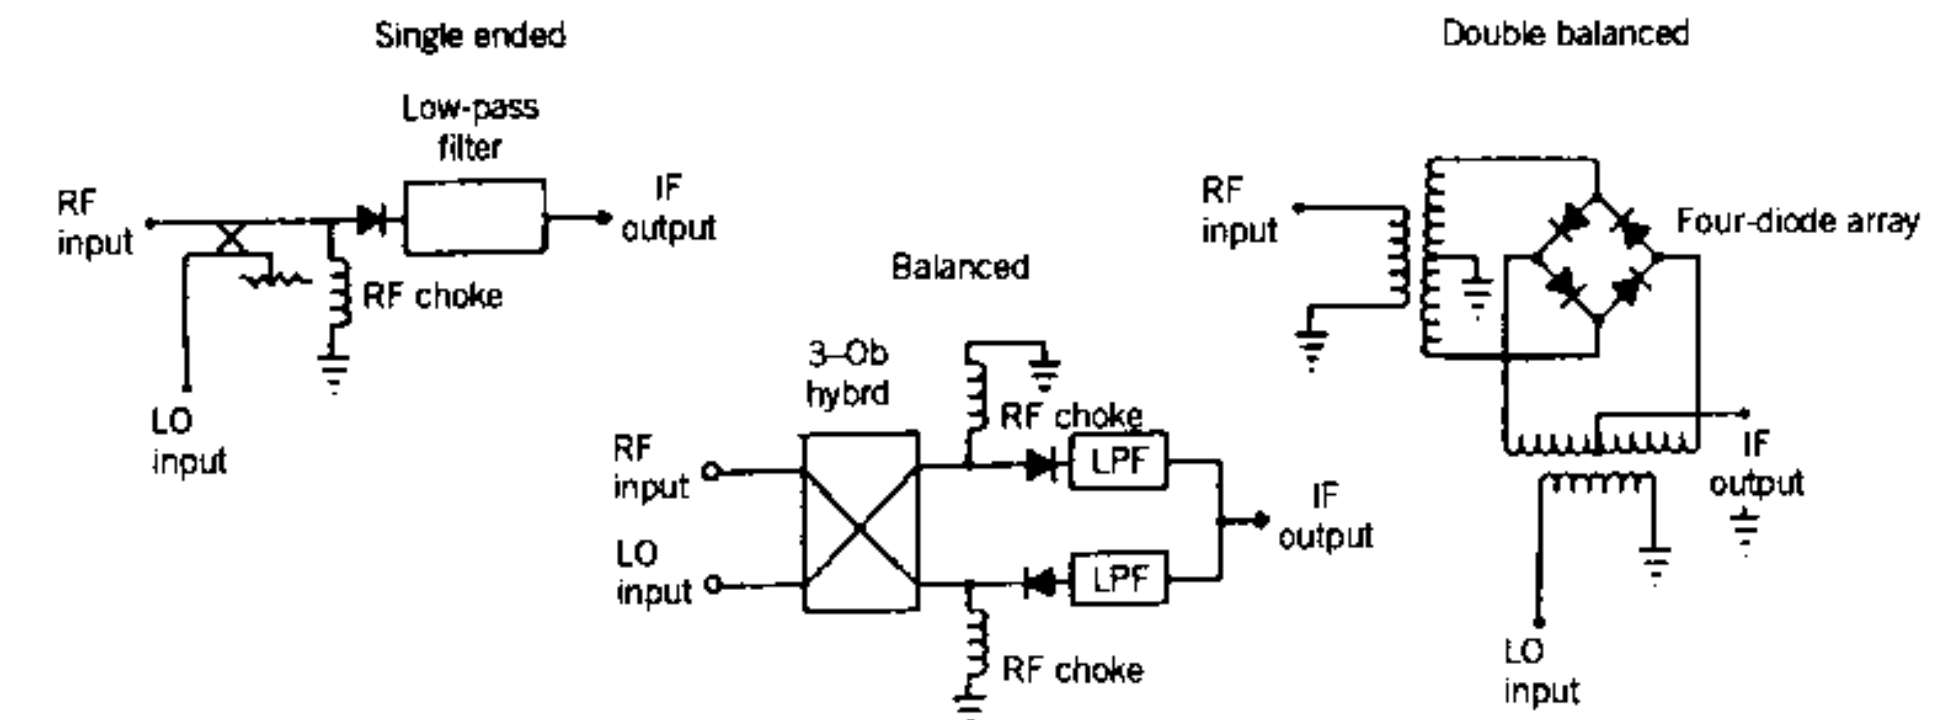 Single ended
Low-pass
filter
RF
input
IF
output
RF choke
LO
input
Balanced
3-Ob
hybrd
RF choke
RF
input
LPF
LO
input
LPF
IF
output
RF choke
Double balanced
RF
input
Four-diode array
IF
output
LO
input